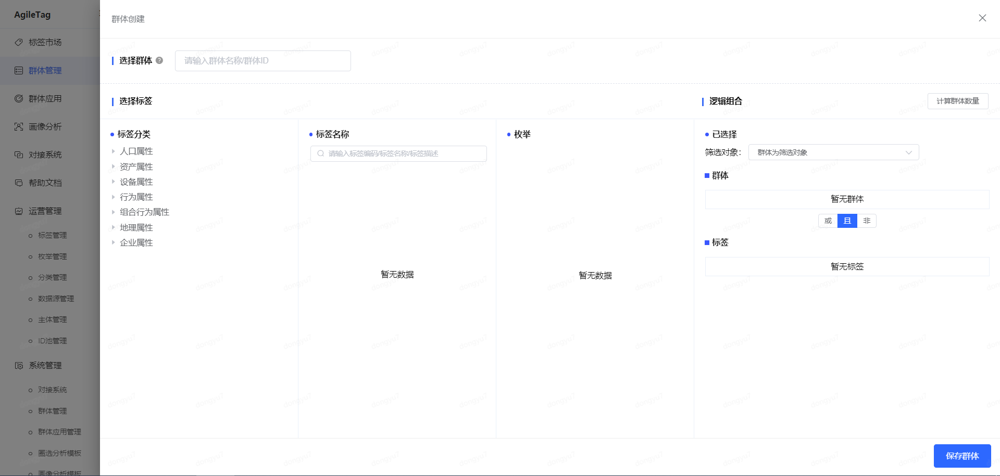 AgileTag
标签市场
群体管理
群体应用
画像分析
对接系统
帮助文档
运营管理
标签管理
枚举管理
分类管理
数据源管理
主体管理
ID池管理
系统管理
对接系统
群体管理
群体应用管理
圈选分析模板
画像分析模板
群体创建
选择群体
请输入群体名称/群体ID
选择标签
逻辑组合
计算群体数量
标签分类
人口属性
资产属性
设备属性
行为属性
组合行为属性
地理属性
企业属性
标签名称
请输入标签编码/标签名称/标签描述
暂无数据
枚举
暂无数据
已选择
筛选对象: 群体为筛选对象
群体
暂无群体
或 且 非
标签
暂无标签
保存群体
dongyu7